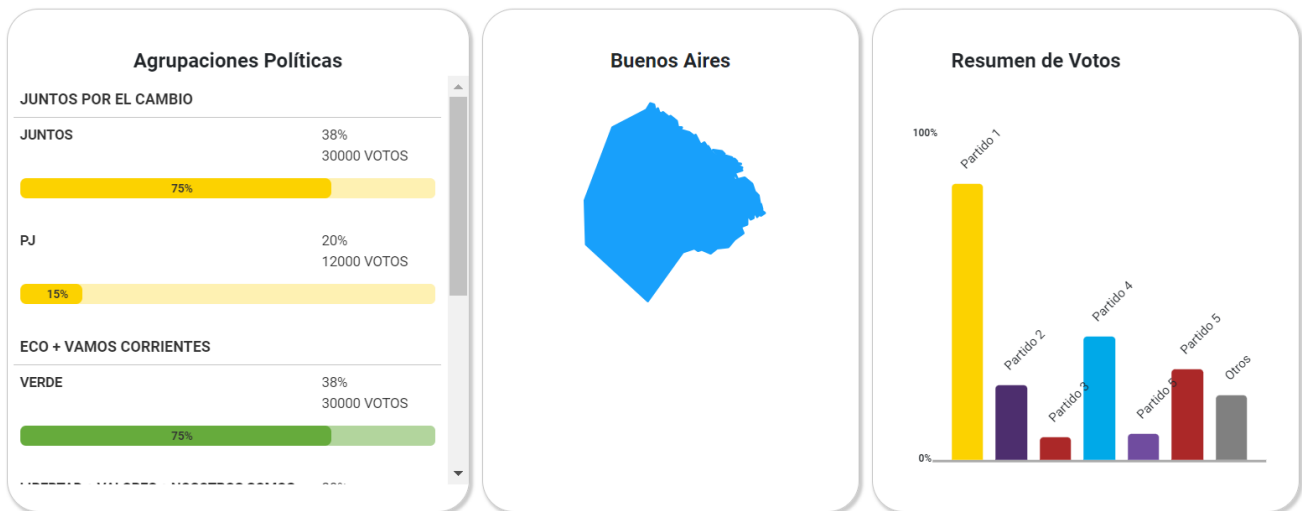 Agrupaciones Políticas
JUNTOS POR EL CAMBIO
JUNTOS
38%
30000 VOTOS
75%
PJ
20%
12000 VOTOS
15%
ECO + VAMOS CORRIENTES
VERDE
38%
30000 VOTOS
75%
Buenos Aires
Resumen de Votos
100%
0%
Partido 1
Partido 2
Partido 3
Partido 4
Partido 5
Partido 5
Otros